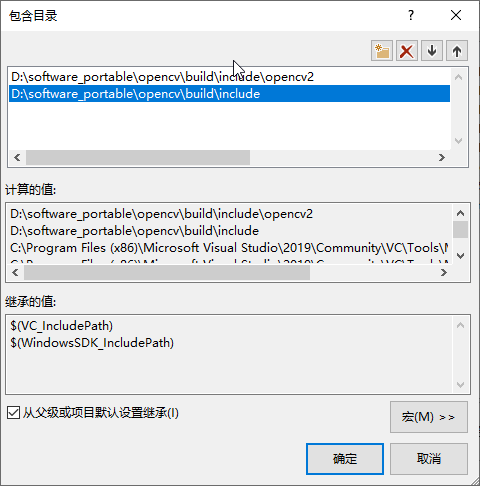 包含目录
D:\software_portable\opencv\build\include\opencv2
D:\software_portable\opencv\build\include
计算的值:
D:\software_portable\opencv\build\include\opencv2
D:\software_portable\opencv\build\include
C:\Program Files (x86)\Microsoft Visual Studio\2019\Community\VC\Tools\M
继承的值:
$(VC_IncludePath)
$(WindowsSDK_IncludePath)
从父级或项目默认设置继承(I)
宏(M) >>
确定
取消